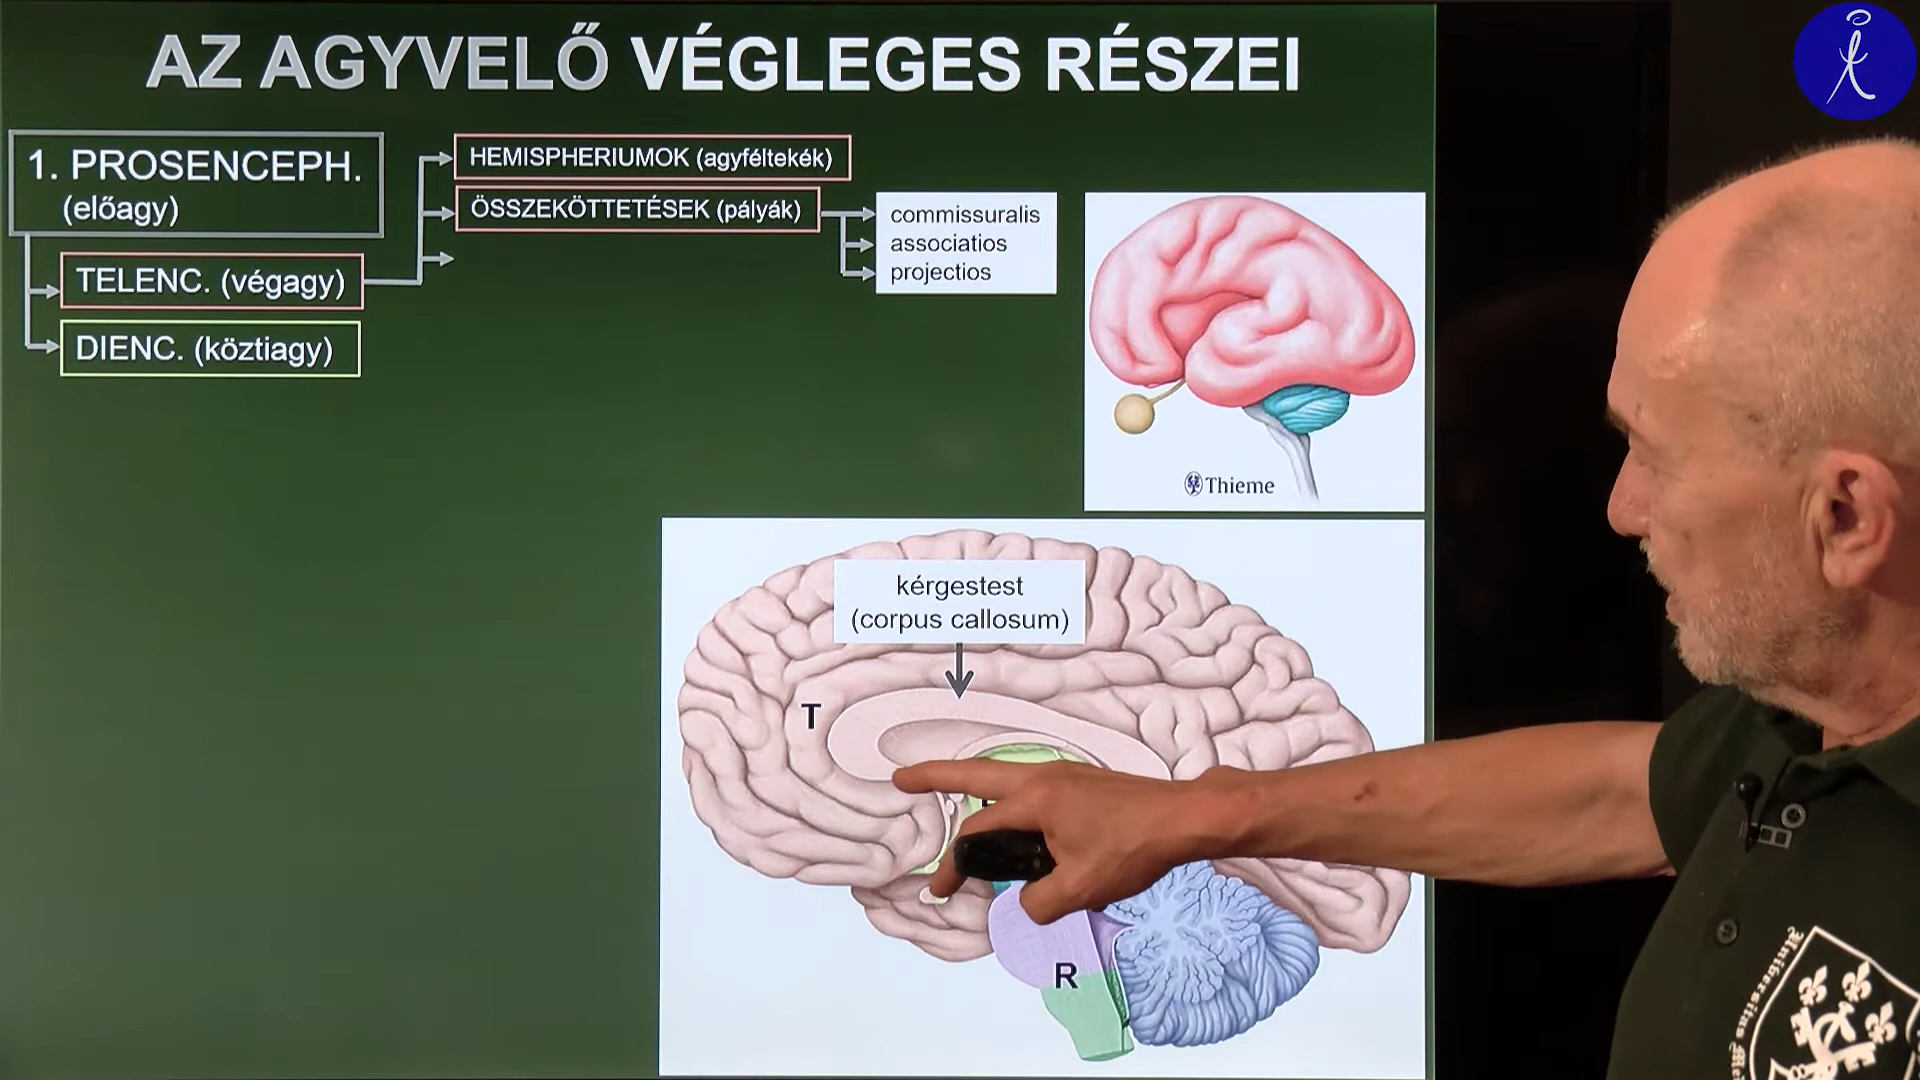 AZ AGYVELŐ VÉGLEGES RÉSZEI
1. PROSENCEPH.
(előagy)
TELENC. (végagy)
DIENC. (köztiagy)
HEMISPHERIUMOK (agyféltekék)
ÖSSZEKÖTTETÉSEK (pályák)
commissuralis
associatios
projectios
Thieme
kérgestest
(corpus callosum)
T
R